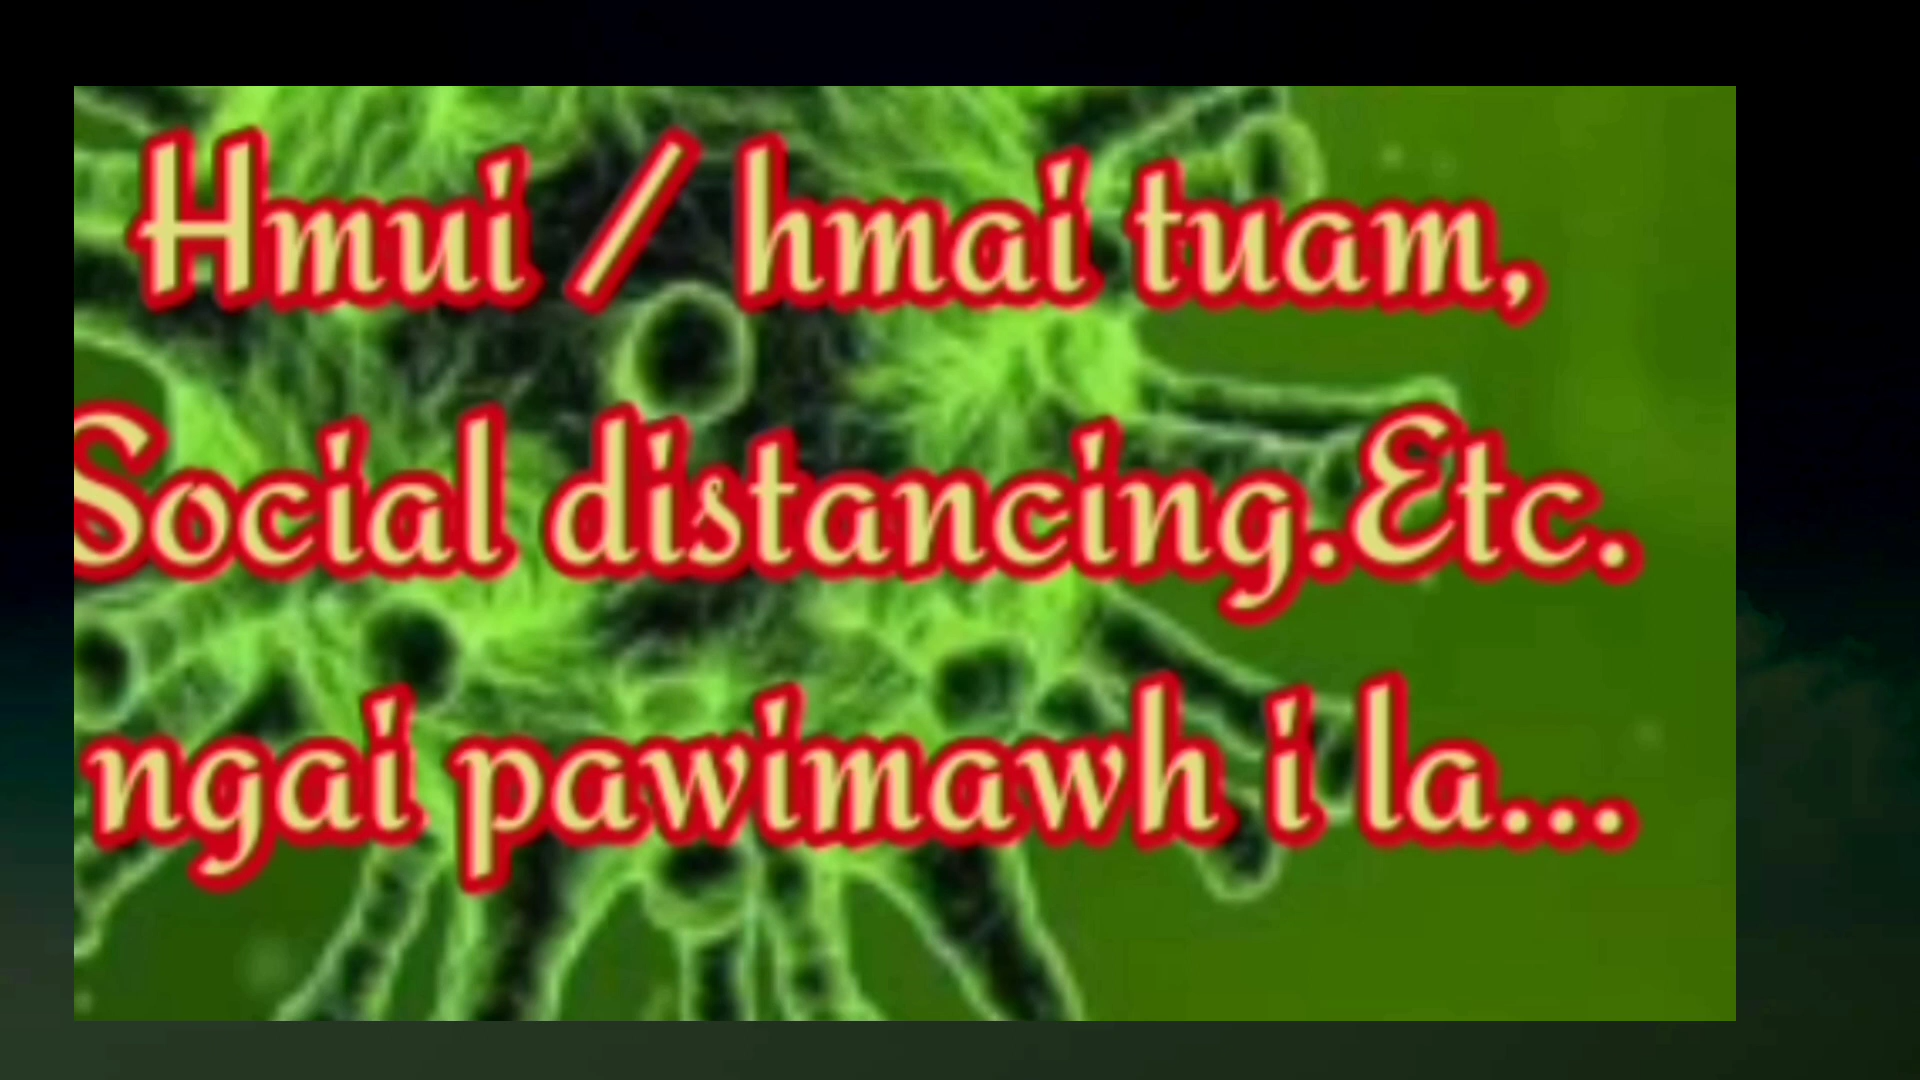 Hmui / hmai tuam,
Social distancing.Etc.
ngai pawimawh i la...